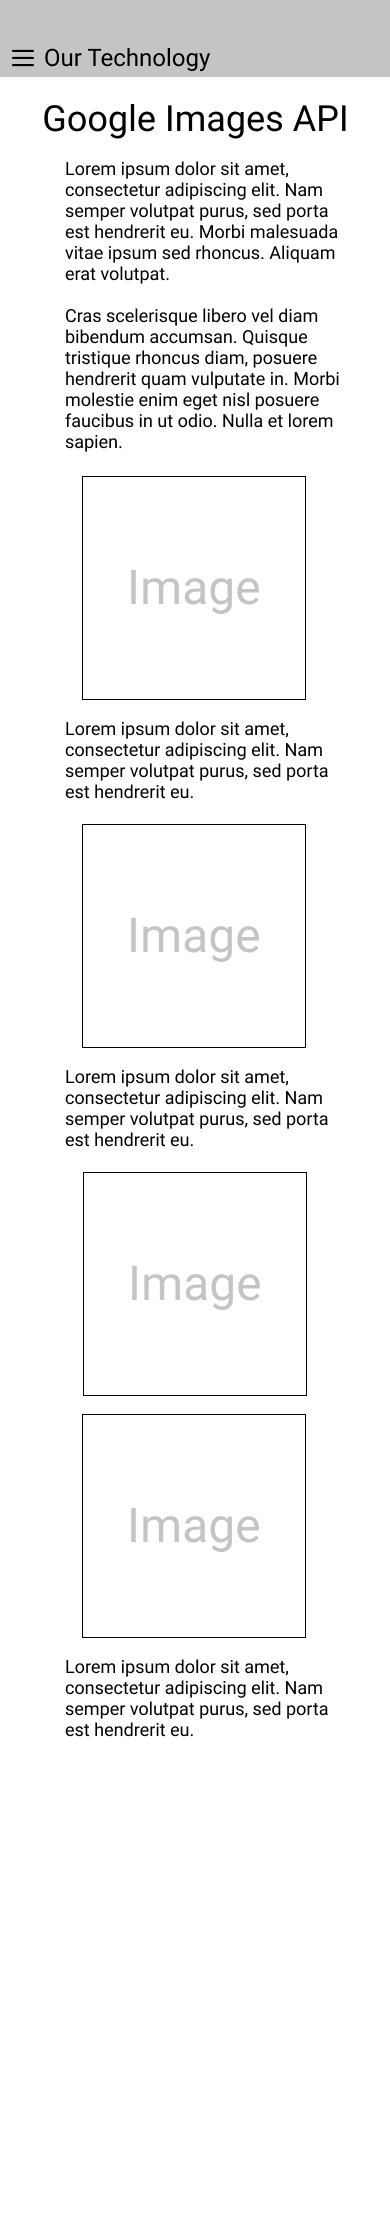 Our Technology
Google Images API
Lorem ipsum dolor sit amet,
consectetur adipiscing elit. Nam
semper volutpat purus, sed porta
est hendrerit eu. Morbi malesuada
vitae ipsum sed rhoncus. Aliquam
erat volutpat.
Cras scelerisque libero vel diam
bibendum accumsan. Quisque
tristique rhoncus diam, posuere
hendrerit quam vulputate in. Morbi
molestie enim eget nisl posuere
faucibus in ut odio. Nulla et lorem
sapien.
Image
Lorem ipsum dolor sit amet,
consectetur adipiscing elit. Nam
semper volutpat purus, sed porta
est hendrerit eu.
Image
Lorem ipsum dolor sit amet,
consectetur adipiscing elit. Nam
semper volutpat purus, sed porta
est hendrerit eu.
Image
Image
Lorem ipsum dolor sit amet,
consectetur adipiscing elit. Nam
semper volutpat purus, sed porta
est hendrerit eu.